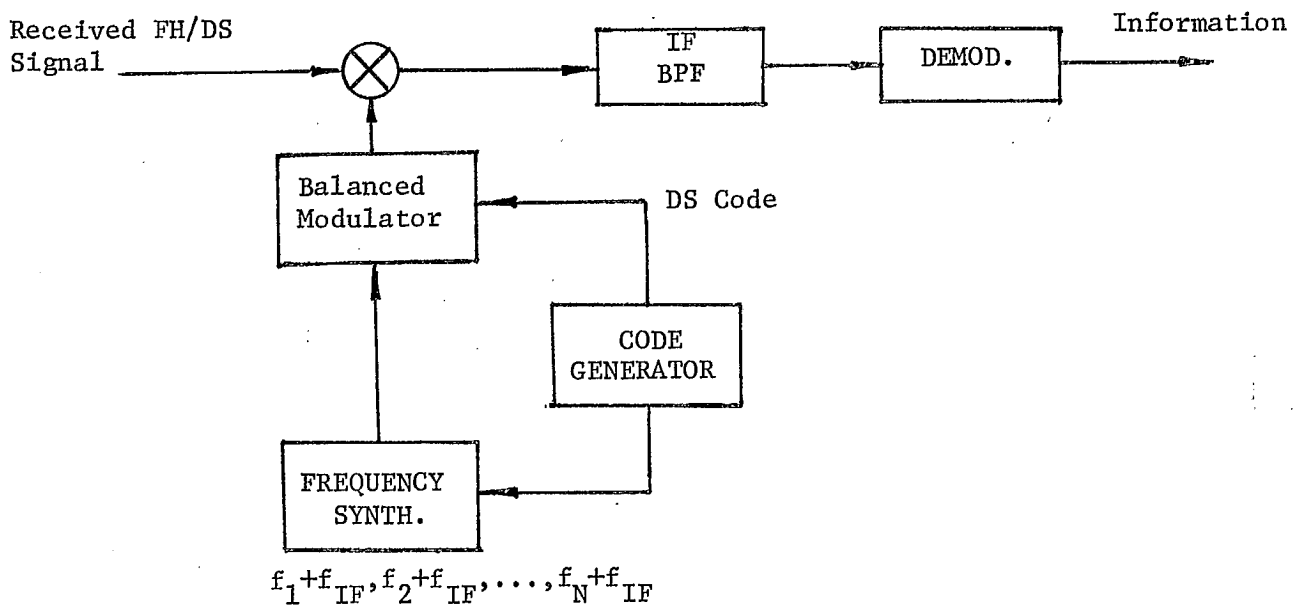 Received FH/DS
Signal
IF
BPF
DEMOD.
Information
Balanced
Modulator
DS Code
CODE
GENERATOR
FREQUENCY
SYNTH.
f1+fIF,f2+fIF,...,fN+fIF